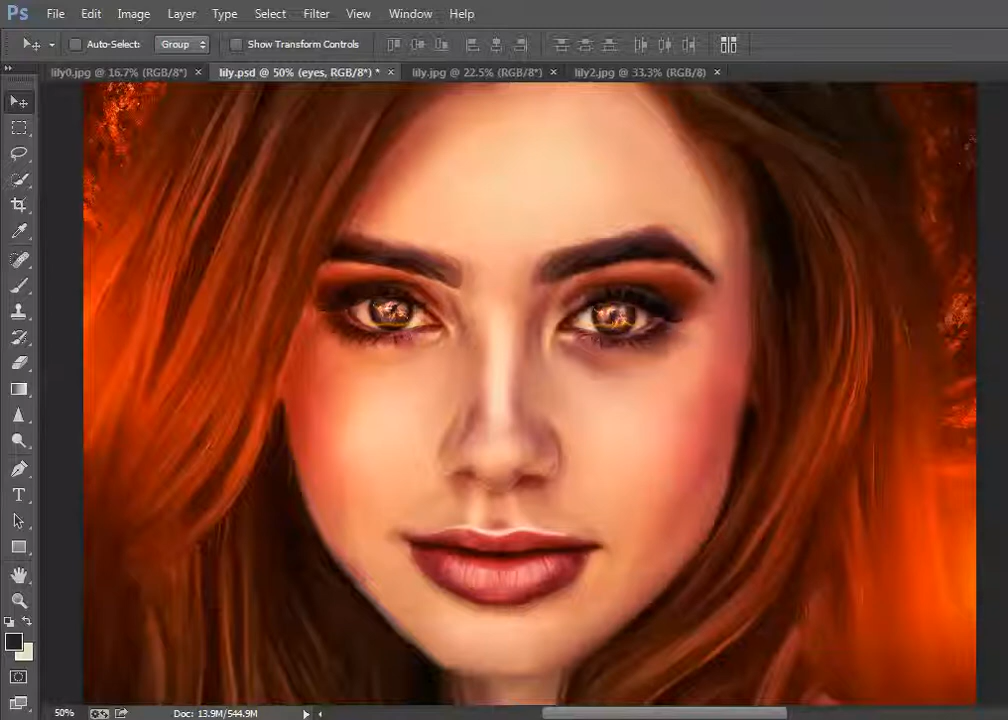 Ps File Edit Image Layer Type Select Filter View Window Help
Auto-Select: Group Show Transform Controls
lily0.jpg @ 16.7% (RGB/8*) × lily.psd @ 50% (eyes, RGB/8*) * × lily.jpg @ 22.5% (RGB/8*) × lily2.jpg @ 33.3% (RGB/8) ×
T
50% Doc: 13.9M/544.9M